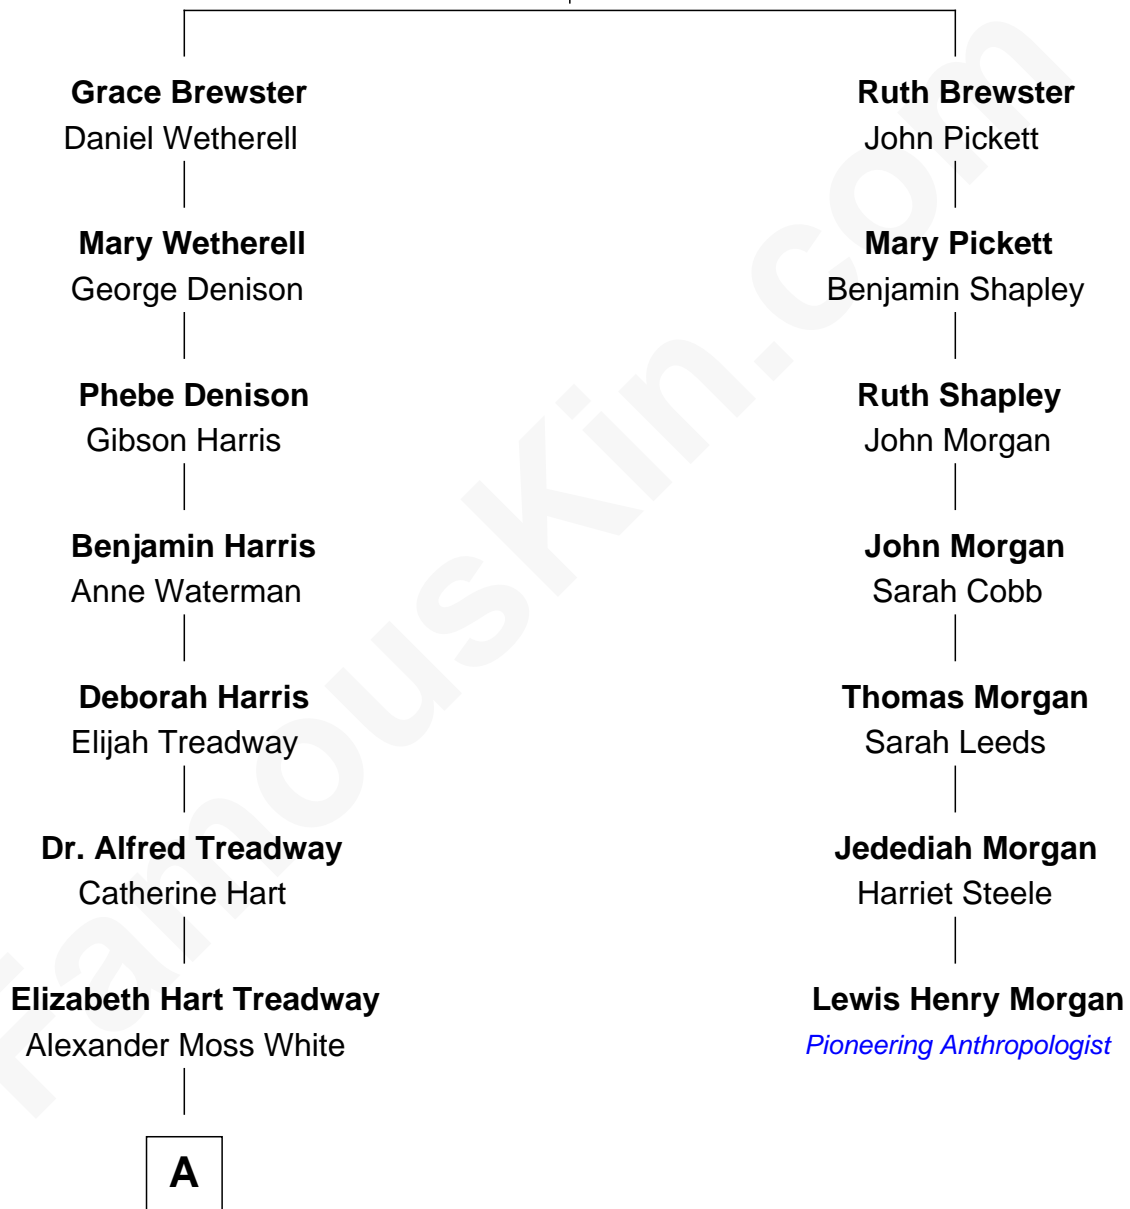 Grace Brewster
Daniel Wetherell
Mary Wetherell
George Denison
Phebe Denison
Gibson Harris
Benjamin Harris
Anne Waterman
Deborah Harris
Elijah Treadway
Dr. Alfred Treadway
Catherine Hart
Elizabeth Hart Treadway
Alexander Moss White
A
Ruth Brewster
John Pickett
Mary Pickett
Benjamin Shapley
Ruth Shapley
John Morgan
John Morgan
Sarah Cobb
Thomas Morgan
Sarah Leeds
Jedediah Morgan
Harriet Steele
Lewis Henry Morgan
Pioneering Anthropologist
FamousKin.com